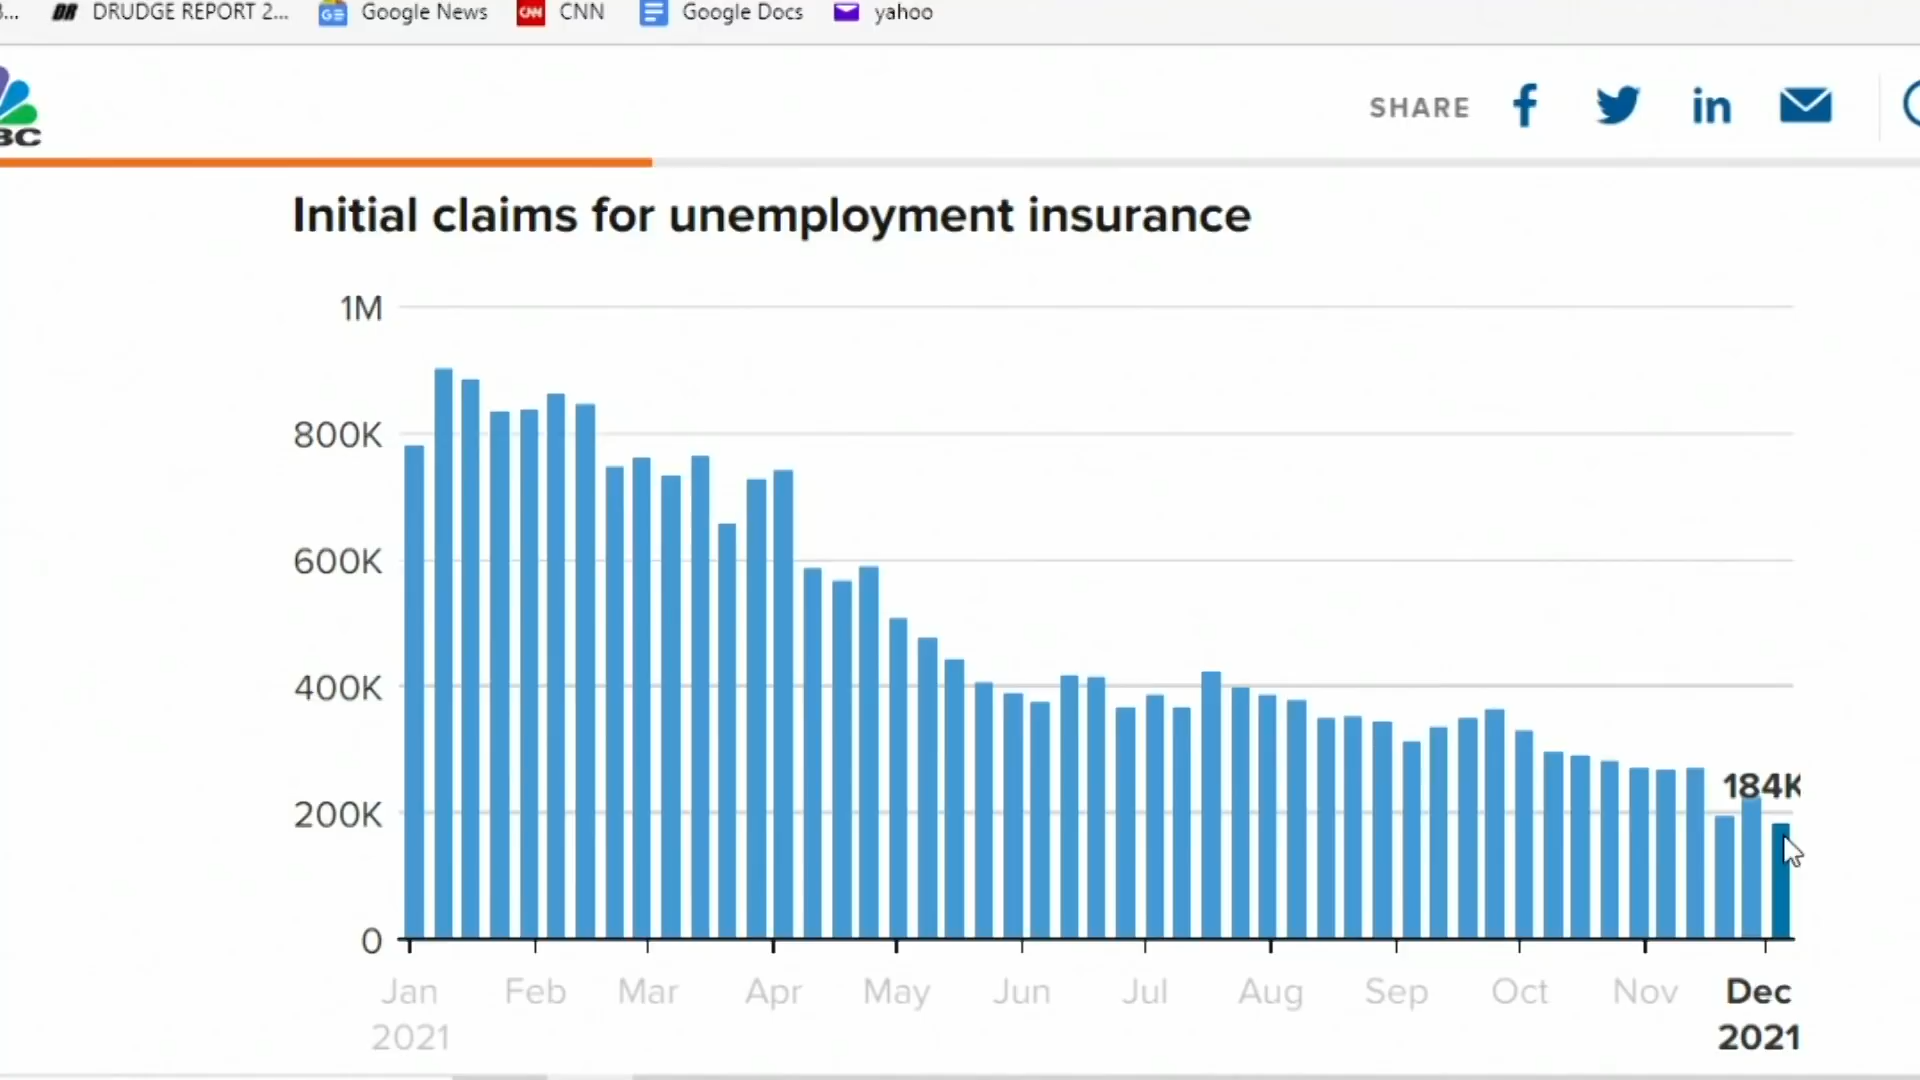 DRUDGE REPORT 2... Google News CNN Google Docs yahoo
SHARE
Initial claims for unemployment insurance
1M
800K
600K
400K
200K
0
184K
Jan Feb Mar Apr May Jun Jul Aug Sep Oct Nov Dec
2021 2021